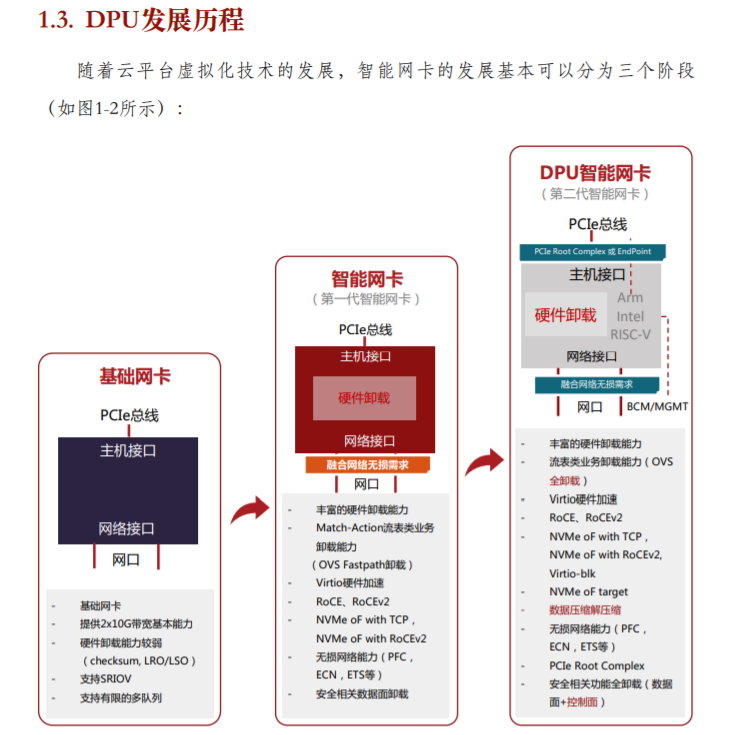 1.3. DPU发展历程
随着云平台虚拟化技术的发展，智能网卡的发展基本可以分为三个阶段
（如图1-2所示）：
基础网卡
PCIe总线
主机接口
网络接口
网口
- 基础网卡
- 提供2x10G带宽基本能力
- 硬件卸载能力较弱
（checksum, LRO/LSO）
- 支持SRIOV
- 支持有限的多队列
智能网卡
（第一代智能网卡）
PCIe总线
主机接口
硬件卸载
网络接口
融合网络无损需求
网口
- 丰富的硬件卸载能力
- Match-Action流表类业务
卸载能力
（OVS Fastpath卸载）
- Virtio硬件加速
- RoCE、RoCEv2
- NVMe oF with TCP，
NVMe oF with RoCEv2
- 无损网络能力（PFC，
ECN，ETS等）
- 安全相关数据面卸载
DPU智能网卡
（第二代智能网卡）
PCIe总线
PCIe Root Complex 或 EndPoint
主机接口
硬件卸载
Arm
Intel
RISC-V
网络接口
融合网络无损需求
网口
BCM/MGMT
- 丰富的硬件卸载能力
- 流表类业务卸载能力（OVS
全卸载）
- Virtio硬件加速
- RoCE、RoCEv2
- NVMe oF with TCP，
NVMe oF with RoCEv2,
Virtio-blk
- NVMe oF target
- 数据压缩解压缩
- 无损网络能力（PFC，
ECN，ETS等）
- PCIe Root Complex
- 安全相关功能全卸载（数据
面+控制面）